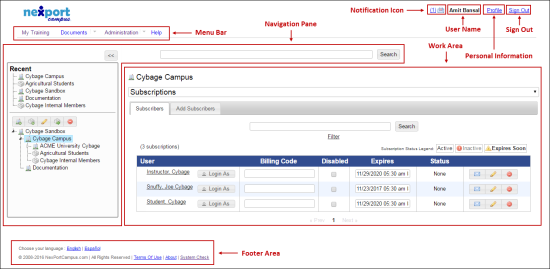 nexport
campus
Notification Icon
(1)
Amit Bansal
Profile
Sign Out
User Name
Sign Out
Personal Information
My Training Documents Administration Help
Menu Bar
Navigation Pane
Work Area
<<
Search
Recent
Cybage Campus
Agricultural Students
Cybage Sandbox
Documentation
Cybage Internal Members
Cybage Sandbox
Cybage Campus
ACME University Cybage
Agricultural Students
Cybage Internal Members
Documentation
Cybage Campus
Subscriptions
Subscribers Add Subscribers
Search
Filter
(3 subscriptions)
Subscription Status Legend: Active Inactive Expires Soon
User Billing Code Disabled Expires Status
Instructor, Cybage Login As 11/29/2020 05:30 am None
Snuffy, Joe Cybage Login As 11/23/2017 05:30 am None
Student, Cybage Login As 11/29/2020 05:30 am None
< Prev 1 Next >
Choose your language: English | Español
© 2008-2016 NexPortCampus.com | All Rights Reserved | Terms Of Use | About | System Check
Footer Area